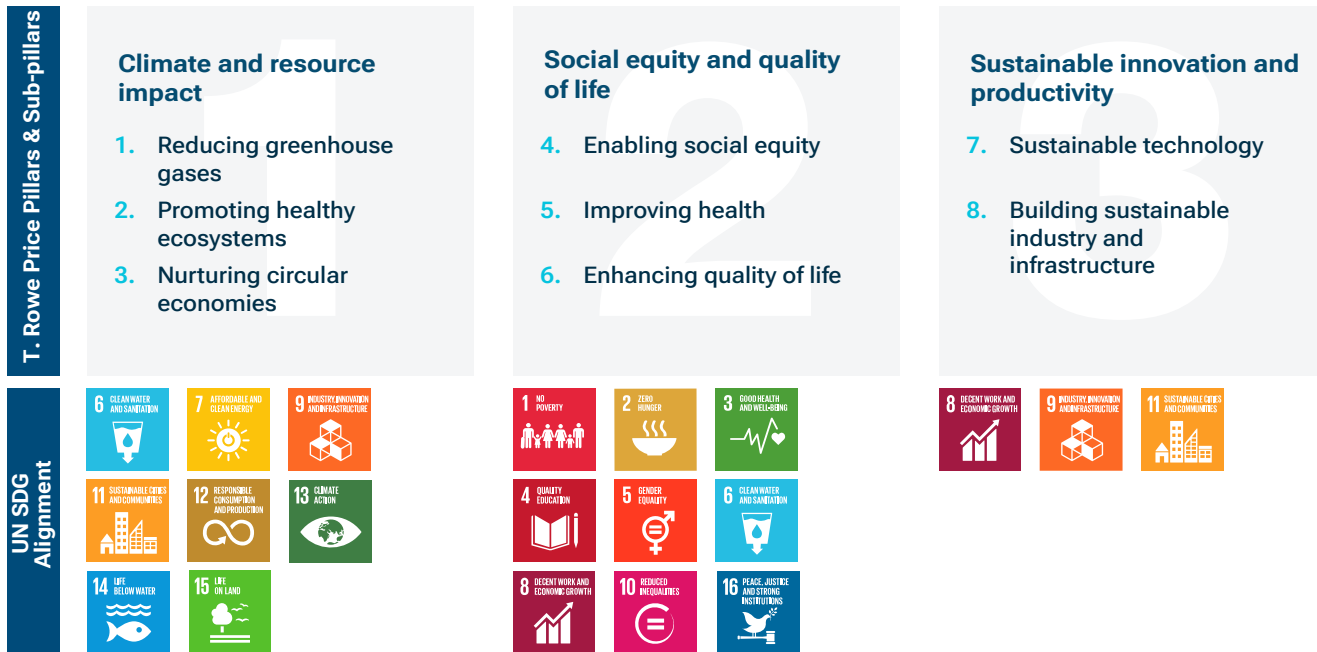 T. Rowe Price Pillars & Sub-pillars
1
Climate and resource
impact
1. Reducing greenhouse
gases
2. Promoting healthy
ecosystems
3. Nurturing circular
economies
2
Social equity and quality
of life
4. Enabling social equity
5. Improving health
6. Enhancing quality of life
3
Sustainable innovation and
productivity
7. Sustainable technology
8. Building sustainable
industry and
infrastructure
UN SDG
Alignment
6 CLEAN WATER
AND SANITATION
7 AFFORDABLE AND
CLEAN ENERGY
9 INDUSTRY, INNOVATION
AND INFRASTRUCTURE
11 SUSTAINABLE CITIES
AND COMMUNITIES
12 RESPONSIBLE
CONSUMPTION
AND PRODUCTION
13 CLIMATE
ACTION
14 LIFE
BELOW WATER
15 LIFE
ON LAND
1 NO
POVERTY
2 ZERO
HUNGER
3 GOOD HEALTH
AND WELL-BEING
4 QUALITY
EDUCATION
5 GENDER
EQUALITY
6 CLEAN WATER
AND SANITATION
8 DECENT WORK AND
ECONOMIC GROWTH
10 REDUCED
INEQUALITIES
16 PEACE, JUSTICE
AND STRONG
INSTITUTIONS
8 DECENT WORK AND
ECONOMIC GROWTH
9 INDUSTRY, INNOVATION
AND INFRASTRUCTURE
11 SUSTAINABLE CITIES
AND COMMUNITIES